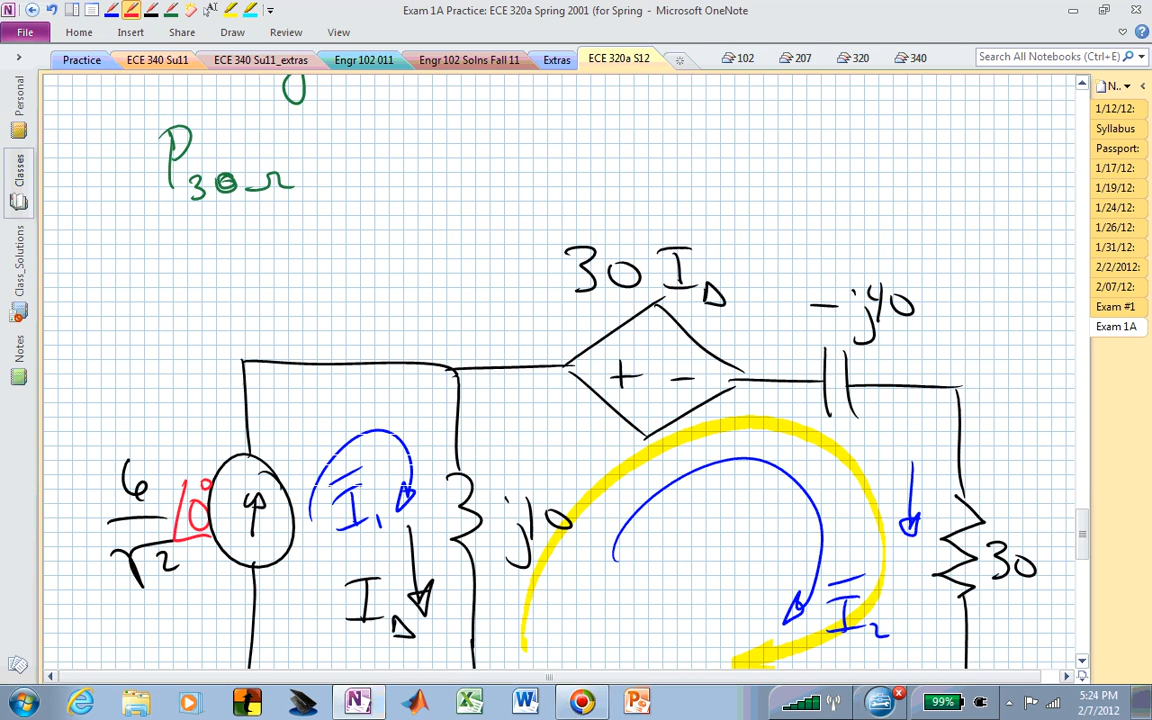 Exam 1A Practice: ECE 320a Spring 2001 (for Spring - Microsoft OneNote
File Home Insert Share Draw Review View
Practice ECE 340 Su11 ECE 340 Su11_extras Engr 102 011 Engr 102 Solns Fall 11 Extras ECE 320a S12 102 207 320 340 Search All Notebooks (Ctrl+E)
Personal
Classes
Class_Solutions
Notes
N..
1/12/12:
Syllabus
Passport:
1/17/12:
1/19/12:
1/24/12:
1/26/12:
1/31/12:
2/2/2012:
2/07/12:
Exam #1
Exam 1A
P30Ω
30 IΔ
-j40
+ -
6/√2 ∠0°
I1
j10
30
IΔ
I2
99%
5:24 PM
2/7/2012